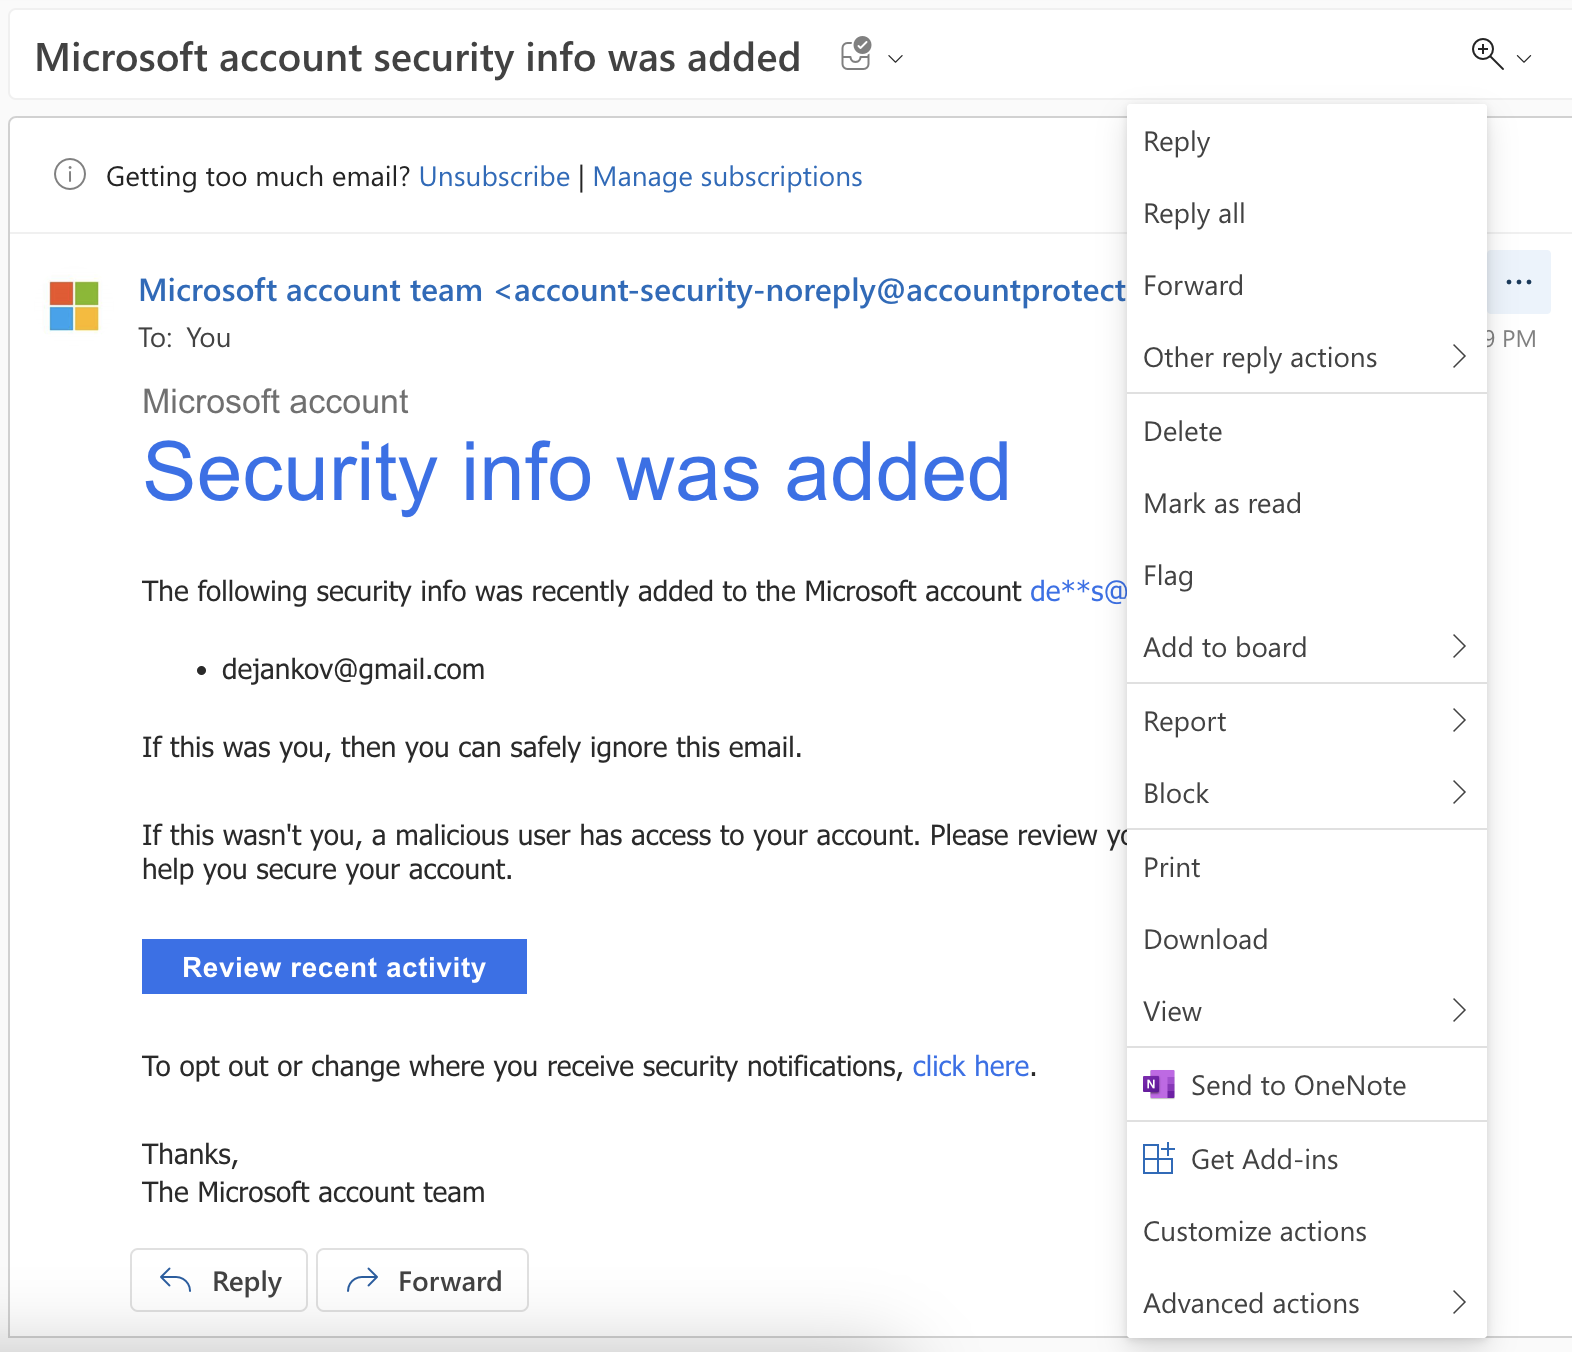 Microsoft account security info was added
Getting too much email? Unsubscribe | Manage subscriptions
Microsoft account team <account-security-noreply@accountprotect
To: You
9 PM
Microsoft account
Security info was added
The following security info was recently added to the Microsoft account de**s@
• dejankov@gmail.com
If this was you, then you can safely ignore this email.
If this wasn't you, a malicious user has access to your account. Please review
help you secure your account.
Review recent activity
To opt out or change where you receive security notifications, click here.
Thanks,
The Microsoft account team
Reply
Forward
Reply
Reply all
Forward
Other reply actions
Delete
Mark as read
Flag
Add to board
Report
Block
Print
Download
View
N Send to OneNote
Get Add-ins
Customize actions
Advanced actions